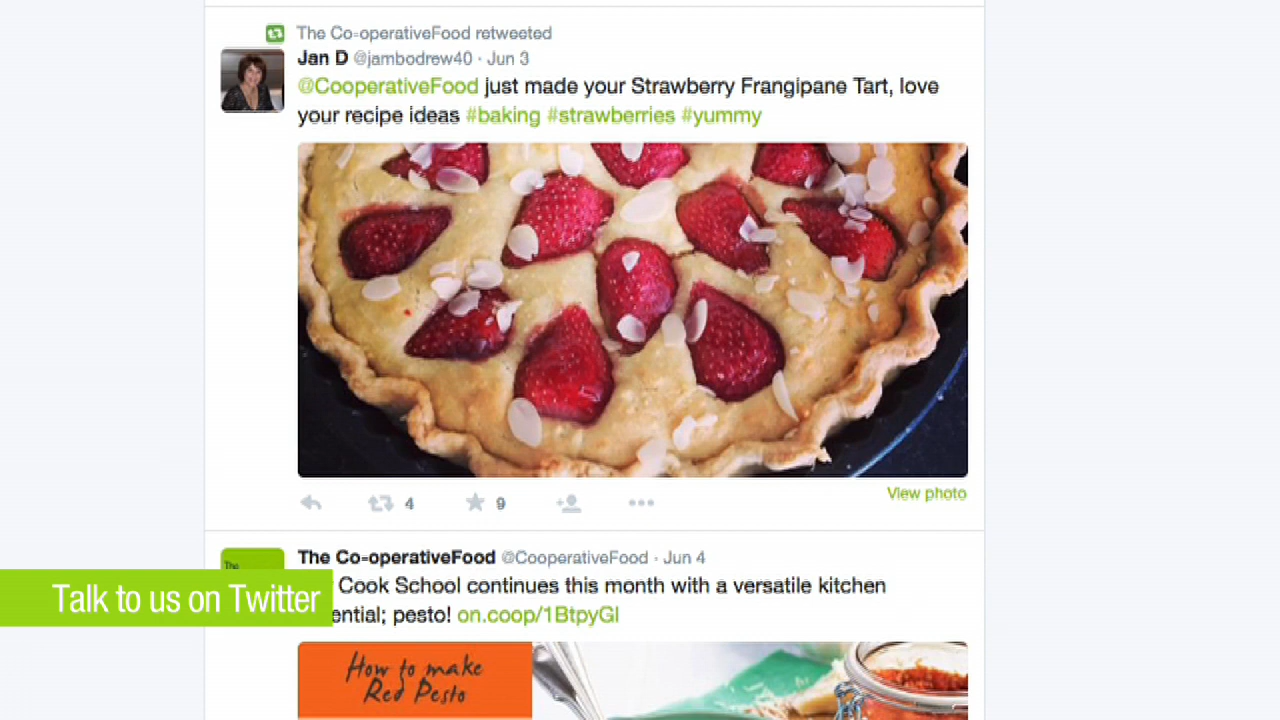 The Co-operativeFood retweeted
Jan D @jambodrew40 · Jun 3
@CooperativeFood just made your Strawberry Frangipane Tart, love
your recipe ideas #baking #strawberries #yummy
4
9
View photo
The
The Co-operativeFood @CooperativeFood · Jun 4
Cook School continues this month with a versatile kitchen
ential; pesto! on.coop/1BtpyGl
Talk to us on Twitter
How to make
Red Pesto